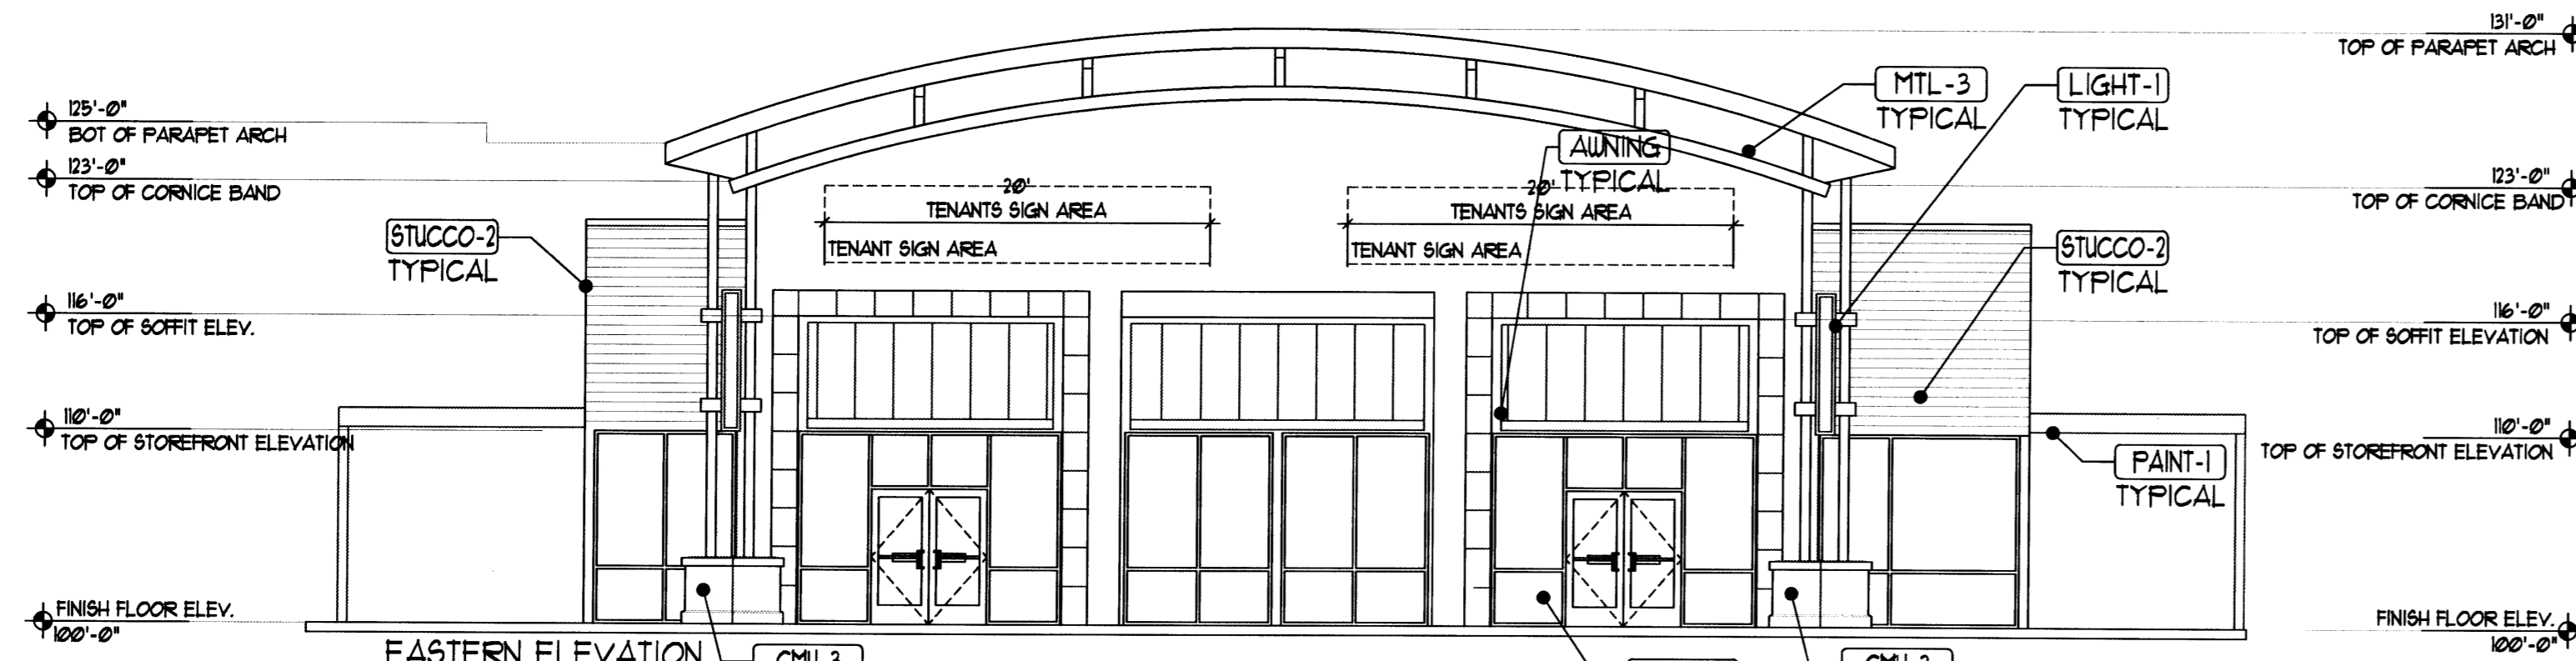 131'-0"
TOP OF PARAPET ARCH
MTL-3
TYPICAL
LIGHT-1
TYPICAL
125'-0"
BOT OF PARAPET ARCH
AWNING
TYPICAL
123'-0"
TOP OF CORNICE BAND
123'-0"
TOP OF CORNICE BAND
20'
TENANTS SIGN AREA
TENANT SIGN AREA
20'
TENANTS SIGN AREA
TENANT SIGN AREA
STUCCO-2
TYPICAL
STUCCO-2
TYPICAL
116'-0"
TOP OF SOFFIT ELEV.
116'-0"
TOP OF SOFFIT ELEVATION
110'-0"
TOP OF STOREFRONT ELEVATION
110'-0"
TOP OF STOREFRONT ELEVATION
PAINT-1
TYPICAL
FINISH FLOOR ELEV.
100'-0"
FINISH FLOOR ELEV.
100'-0"
EASTERN ELEVATION
CMU-3